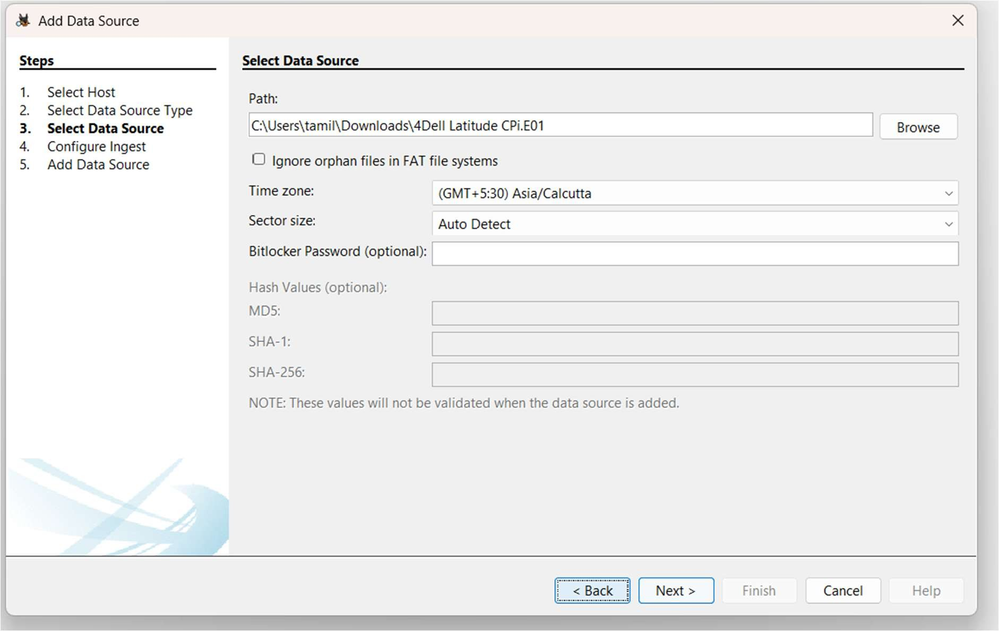 Add Data Source
Steps
1. Select Host
2. Select Data Source Type
3. Select Data Source
4. Configure Ingest
5. Add Data Source
Select Data Source
Path:
C:\Users\tamil\Downloads\4Dell Latitude CPi.E01
Browse
Ignore orphan files in FAT file systems
Time zone: (GMT+5:30) Asia/Calcutta
Sector size: Auto Detect
Bitlocker Password (optional):
Hash Values (optional):
MD5:
SHA-1:
SHA-256:
NOTE: These values will not be validated when the data source is added.
< Back Next > Finish Cancel Help